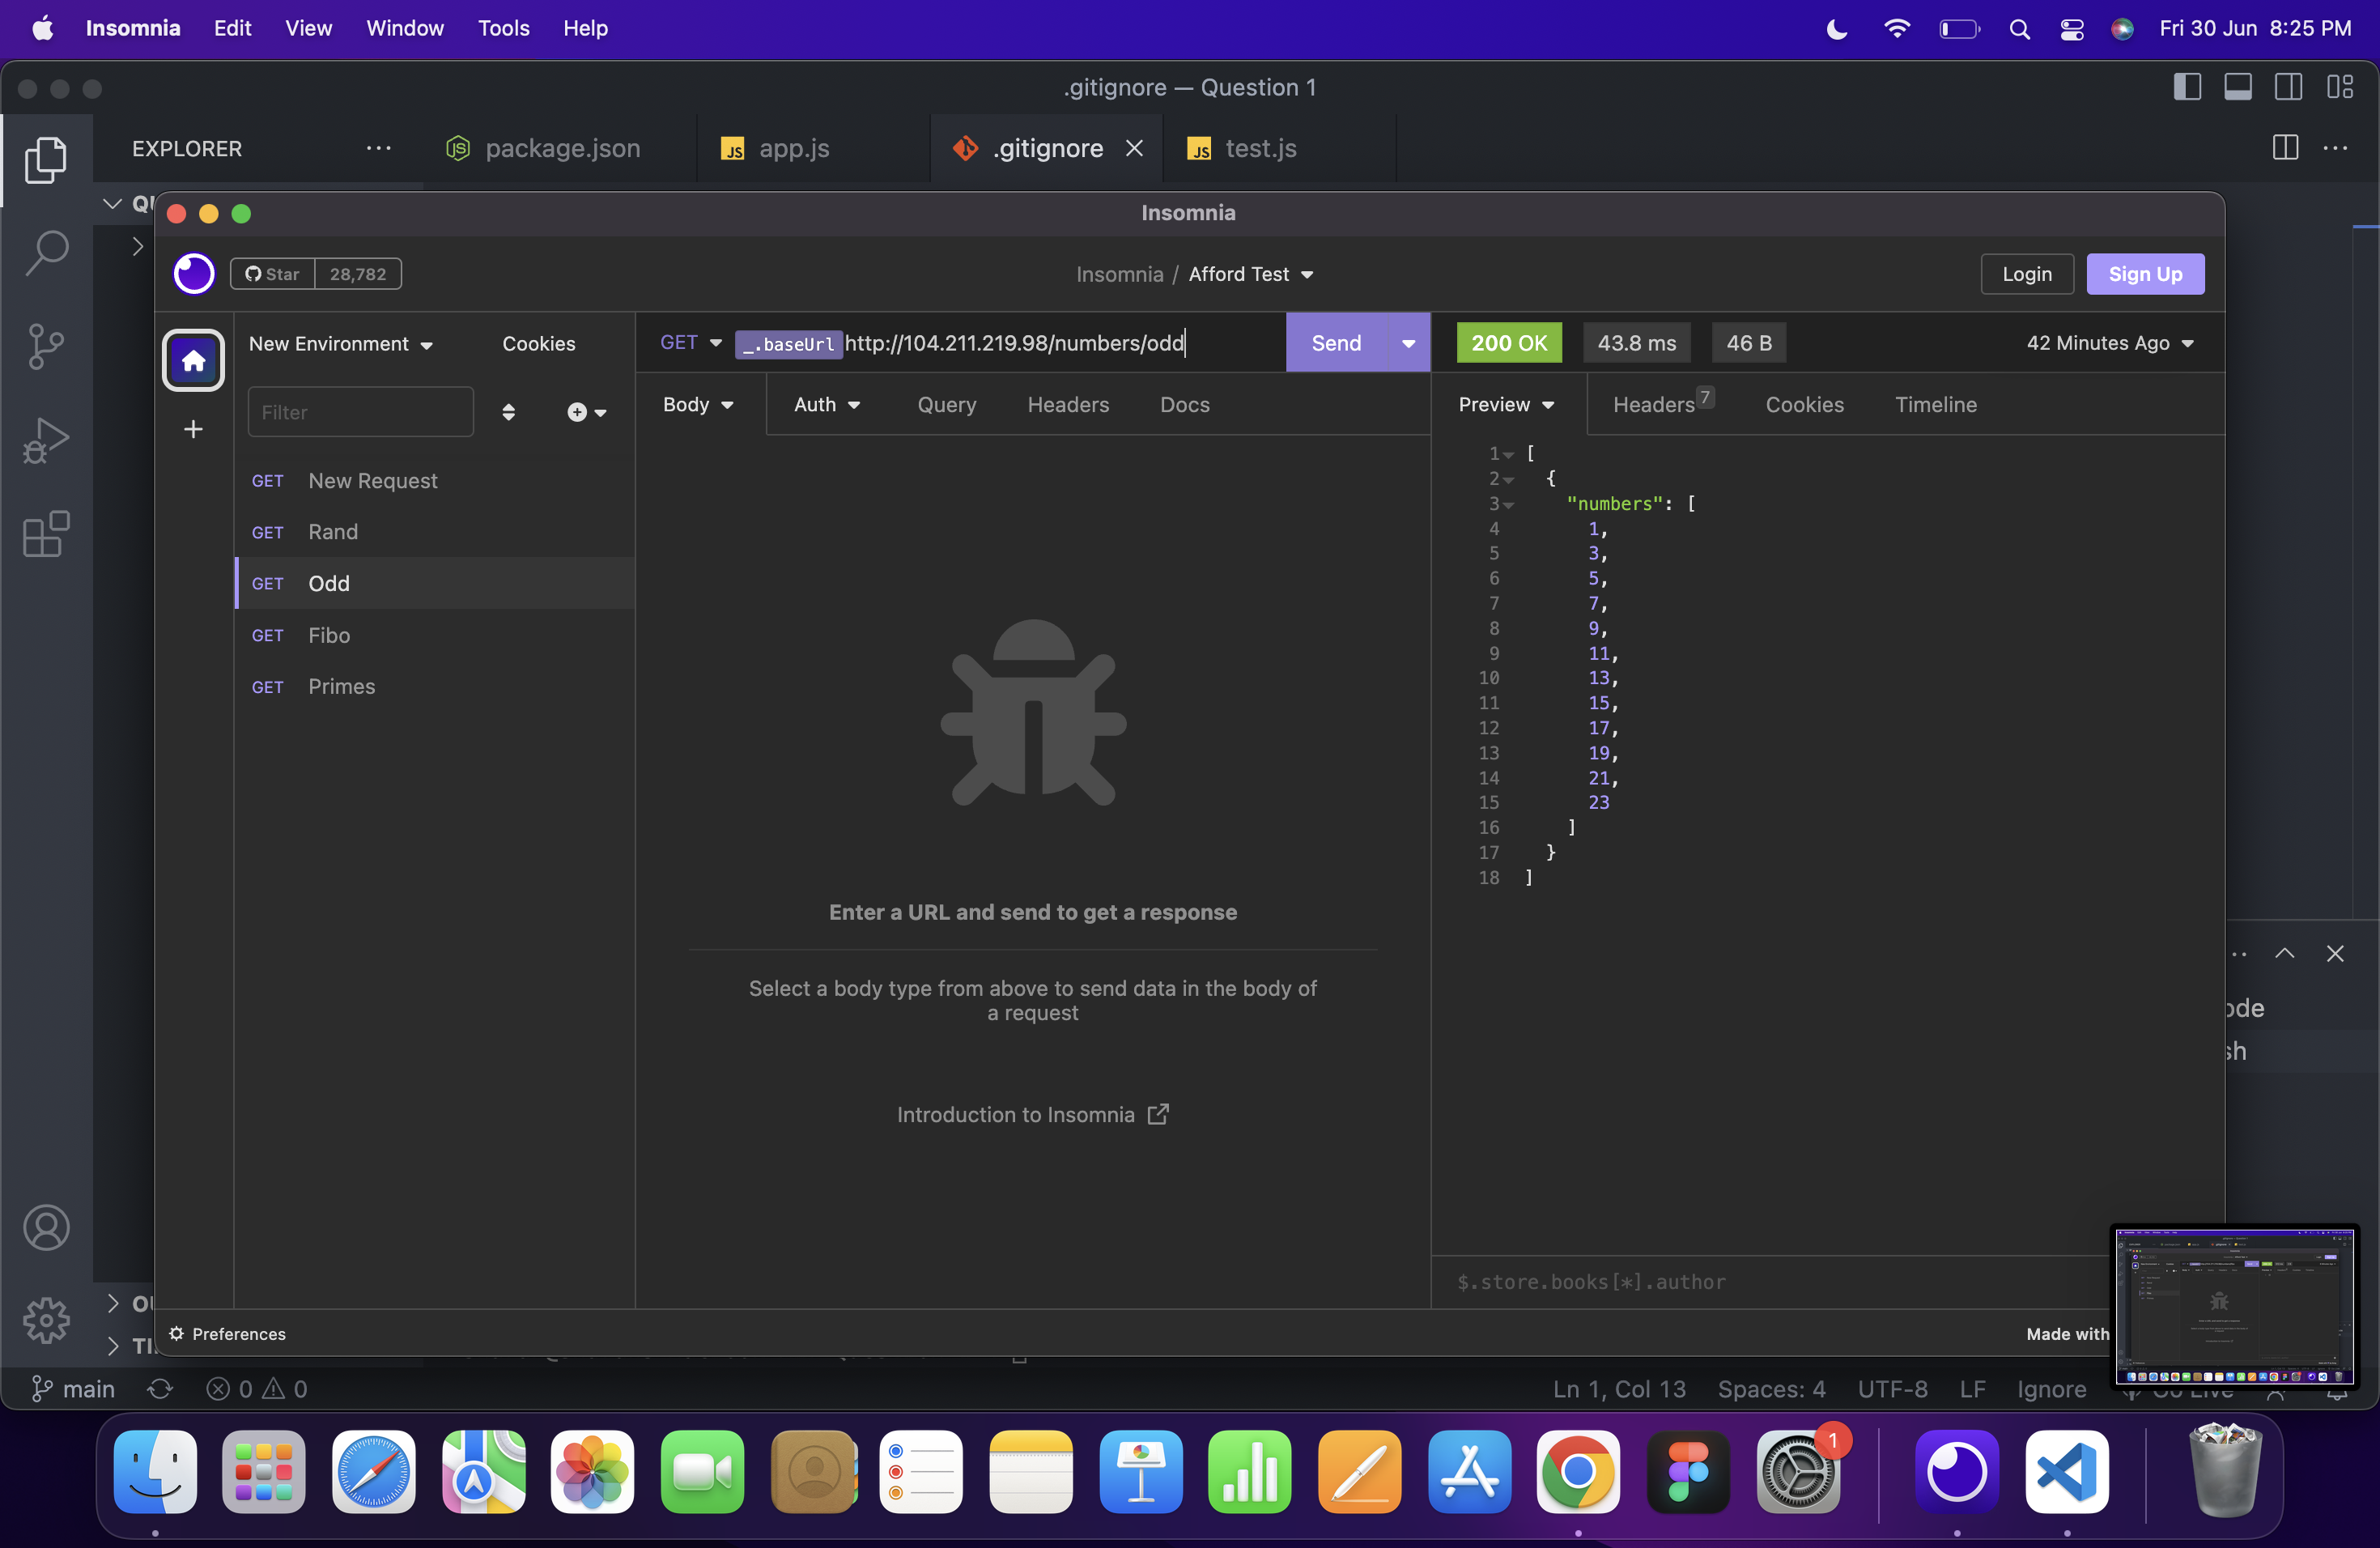 Insomnia Edit View Window Tools Help Fri 30 Jun 8:25 PM
.gitignore — Question 1
EXPLORER package.json JS app.js .gitignore JS test.js
Insomnia
Star 28,782 Insomnia / Afford Test Login Sign Up
New Environment Cookies GET _.baseUrl http://104.211.219.98/numbers/odd Send 200 OK 43.8 ms 46 B 42 Minutes Ago
Filter Body Auth Query Headers Docs Preview Headers 7 Cookies Timeline
GET New Request
GET Rand
GET Odd
GET Fibo
GET Primes
Enter a URL and send to get a response
Select a body type from above to send data in the body of
a request
Introduction to Insomnia
1 [
2 {
3 "numbers": [
4 1,
5 3,
6 5,
7 7,
8 9,
9 11,
10 13,
11 15,
12 17,
13 19,
14 21,
15 23
16 ]
17 }
18 ]
$.store.books[*].author
Preferences Made with
main 0 0 Ln 1, Col 13 Spaces: 4 UTF-8 LF Ignore
1